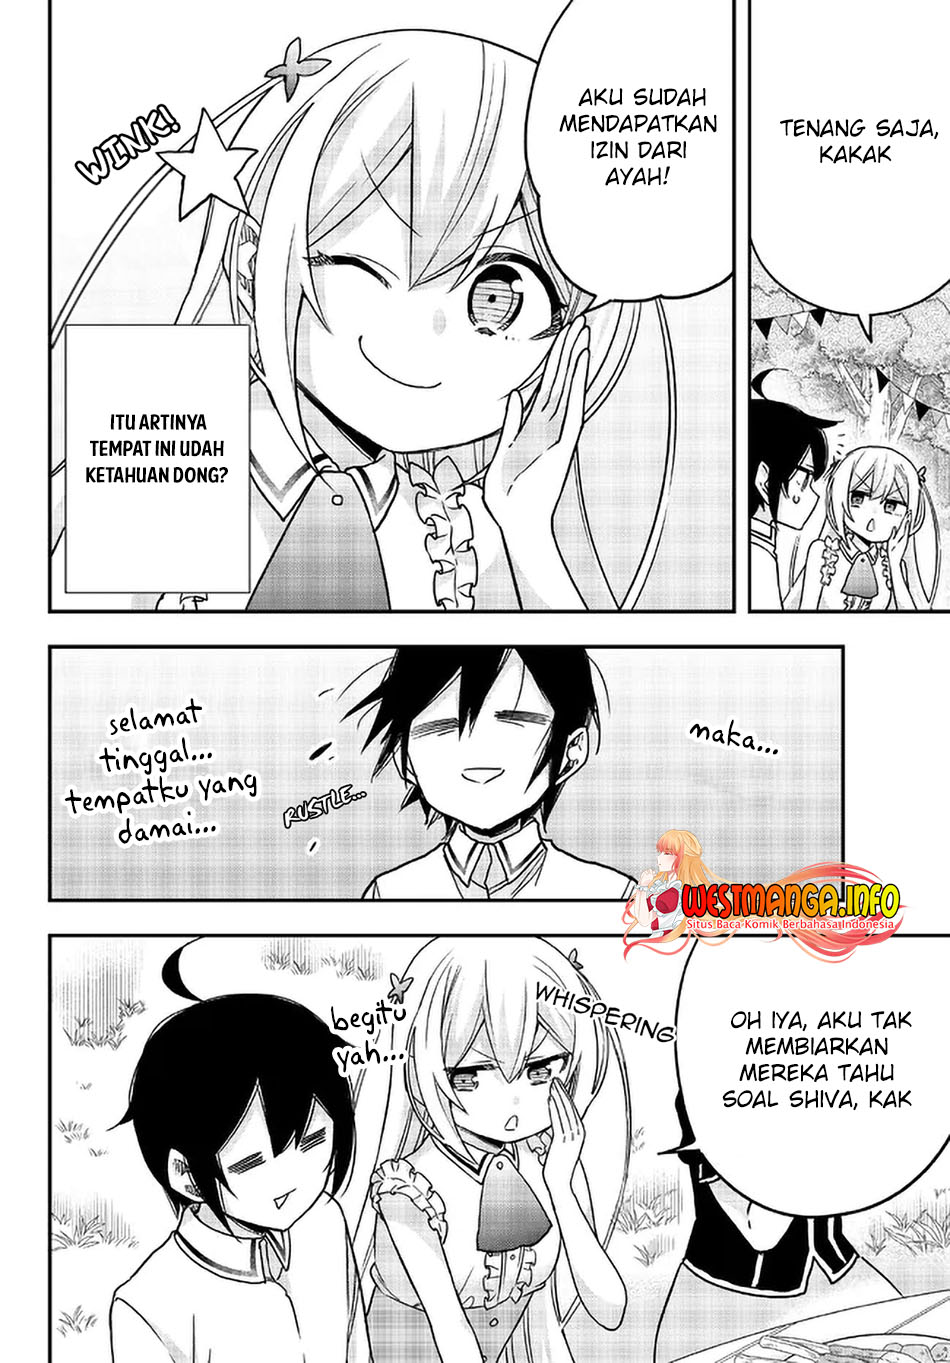 TENANG SAJA,
KAKAK
AKU SUDAH
MENDAPATKAN
IZIN DARI
AYAH!
WINK!
ITU ARTINYA
TEMPAT INI UDAH
KETAHUAN DONG?
maka...
RUSTLE...
selamat
tinggal...
tempatku yang
damai...
WESTMANGA.INFO
Situs Baca Komik Berbahasa Indonesia
OH IYA, AKU TAK
MEMBIARKAN
MEREKA TAHU
SOAL SHIVA, KAK
WHISPERING
begitu
yah...